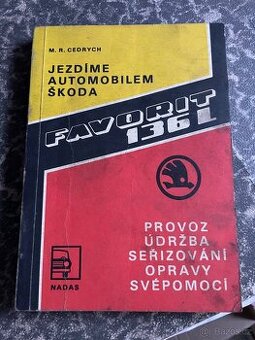 M. R. CEDRYCH
JEZDÍME
AUTOMOBILEM
ŠKODA
FAVORIT
136 L
PROVOZ
ÚDRŽBA
SEŘIZOVÁNÍ
OPRAVY
SVÉPOMOCÍ
NADAS